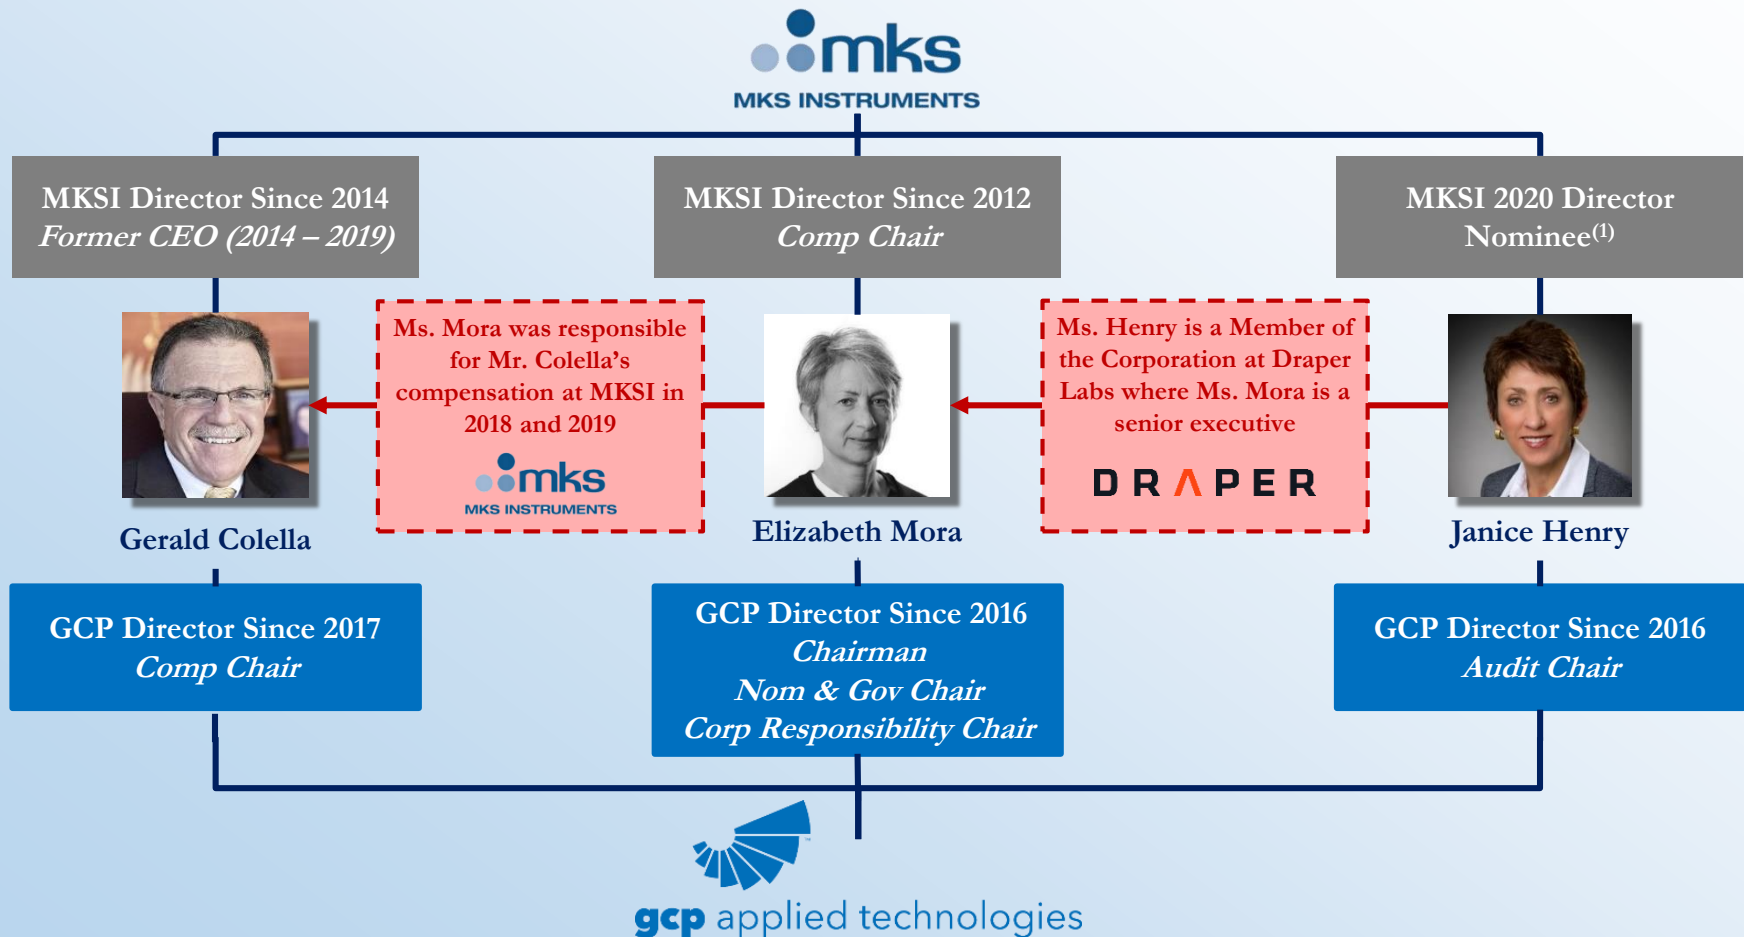 mks
MKS INSTRUMENTS
MKSI Director Since 2014
Former CEO (2014 – 2019)
MKSI Director Since 2012
Comp Chair
MKSI 2020 Director
Nominee(1)
Ms. Mora was responsible
for Mr. Colella’s
compensation at MKSI in
2018 and 2019
mks
MKS INSTRUMENTS
Ms. Henry is a Member of
the Corporation at Draper
Labs where Ms. Mora is a
senior executive
DRAPER
Gerald Colella
Elizabeth Mora
Janice Henry
GCP Director Since 2017
Comp Chair
GCP Director Since 2016
Chairman
Nom & Gov Chair
Corp Responsibility Chair
GCP Director Since 2016
Audit Chair
gcp applied technologies